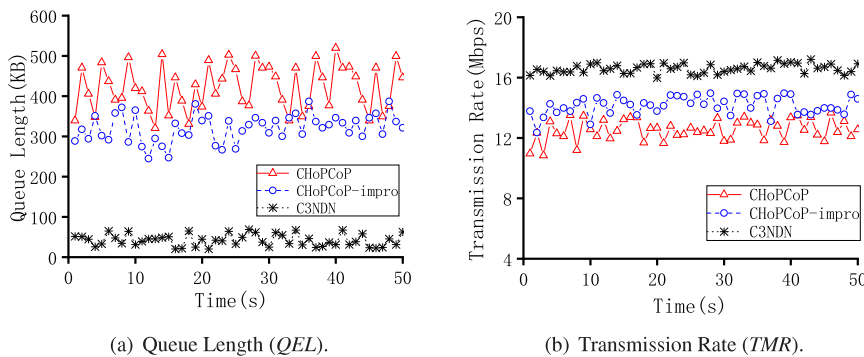 600
500
400
300
200
100
0
Queue Length(KB)
CHoPCoP
CHoPCoP-impro
C3NDN
0 10 20 30 40 50
Time(s)
(a) Queue Length (QEL).
20
16
12
8
4
Transmission Rate(Mbps)
CHoPCoP
CHoPCoP-impro
C3NDN
0 10 20 30 40 50
Time(s)
(b) Transmission Rate (TMR).